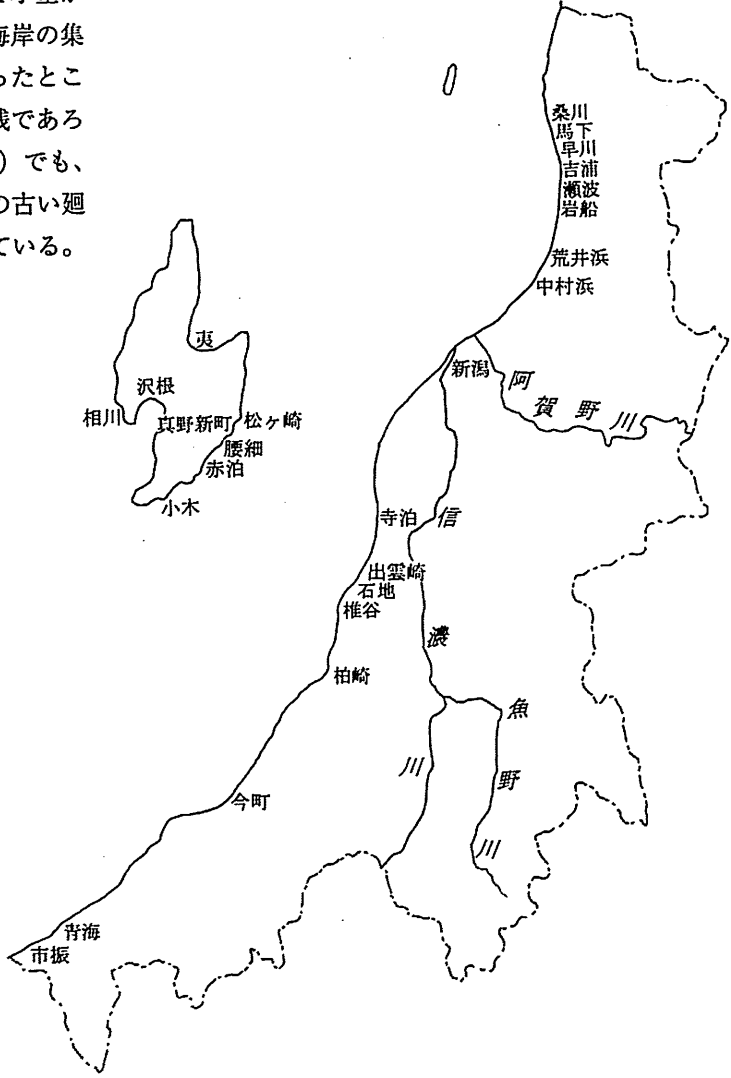 海岸の集
ったとこ
残であろ
）でも、
の古い廻
ている。
桑川
馬下
早川
吉浦
瀬波
岩船
荒井浜
中村浜
新潟
阿賀野川
夷
沢根
相川
真野新町
松ヶ崎
腰細
赤泊
小木
寺泊
信濃川
出雲崎
石地
椎谷
柏崎
魚野川
今町
青海
市振